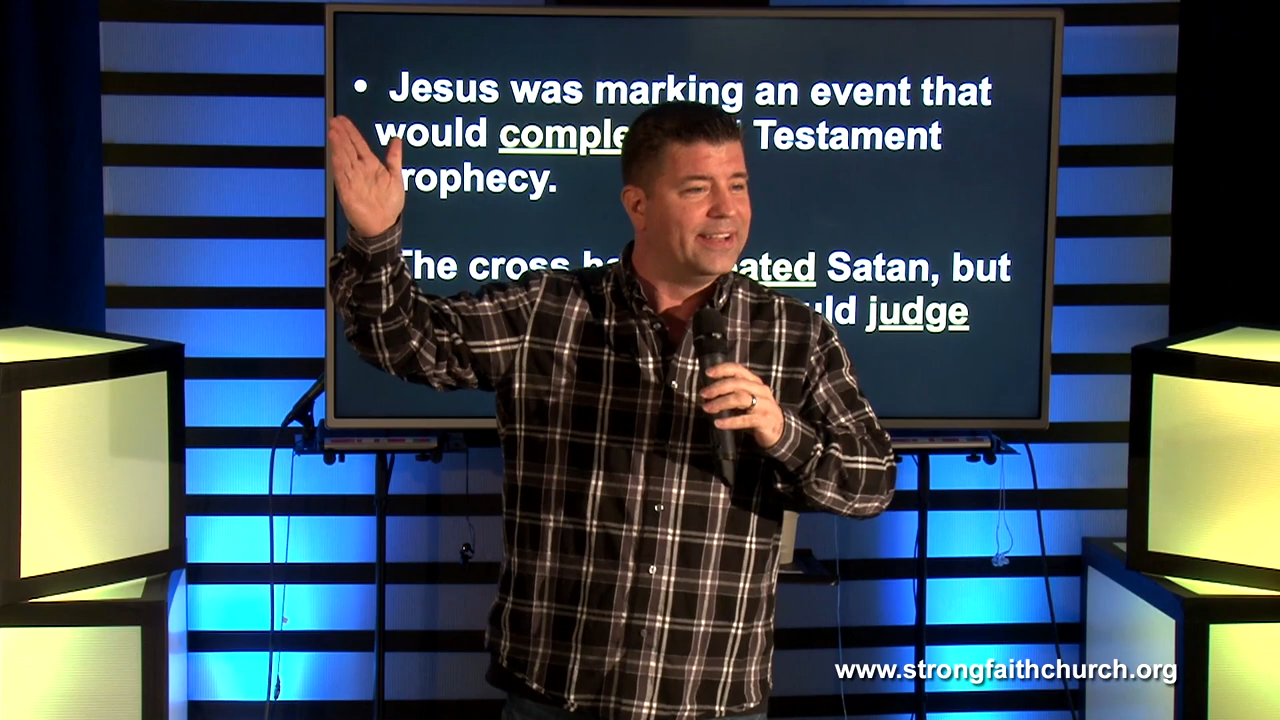 • Jesus was marking an event that
would comple Testament
rophecy.
The cross ha ated Satan, but
uld judge
www.strongfaithchurch.org